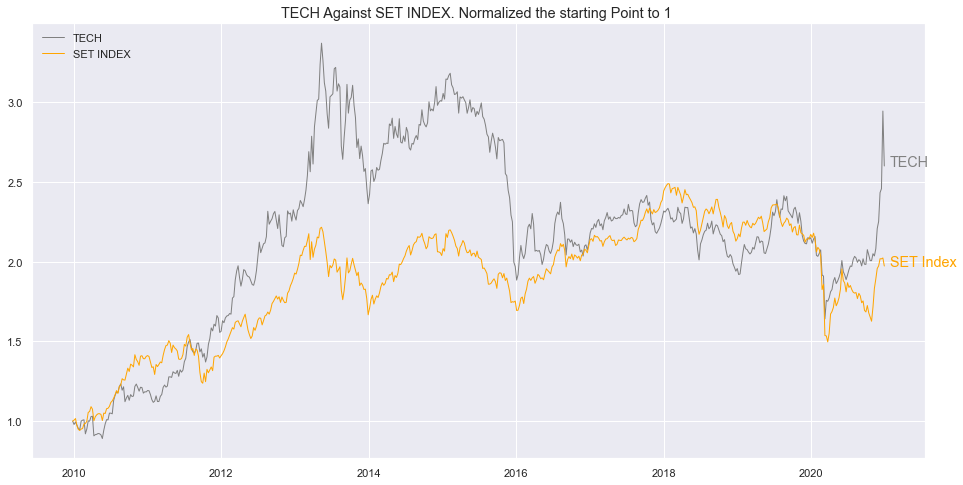 TECH Against SET INDEX. Normalized the starting Point to 1
TECH
SET INDEX
3.0
2.5
2.0
1.5
1.0
TECH
SET Index
2010
2012
2014
2016
2018
2020